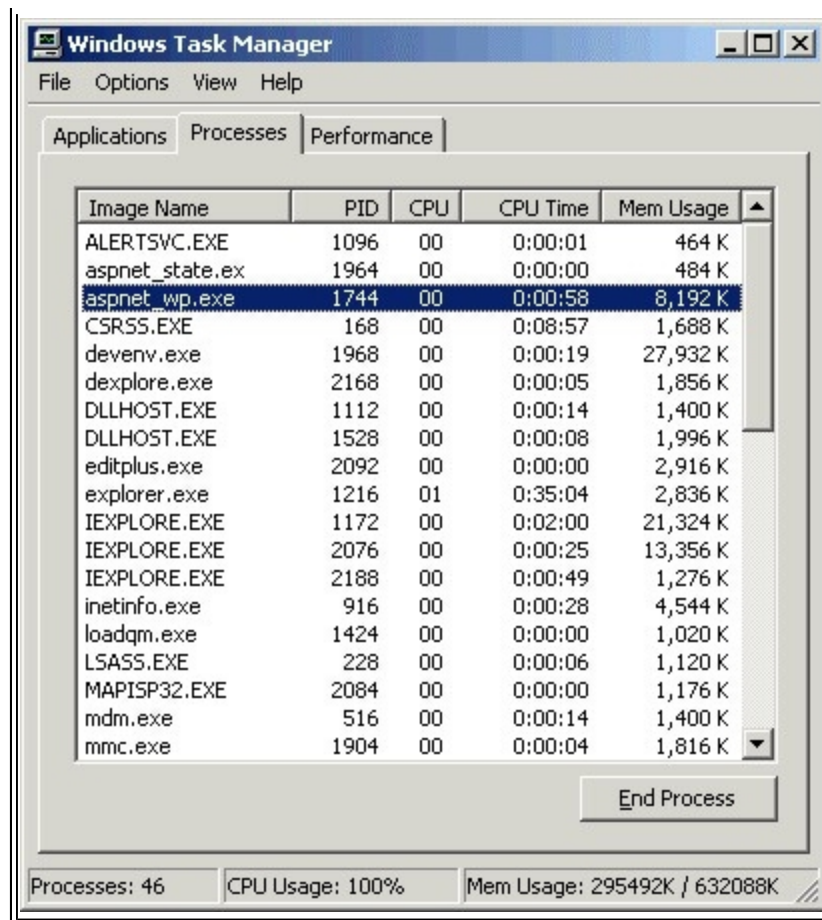 Windows Task Manager
File Options View Help
Applications Processes Performance
Image Name PID CPU CPU Time Mem Usage
ALERTSVC.EXE 1096 00 0:00:01 464 K
aspnet_state.ex 1964 00 0:00:00 484 K
aspnet_wp.exe 1744 00 0:00:58 8,192 K
CSRSS.EXE 168 00 0:08:57 1,688 K
devenv.exe 1968 00 0:00:19 27,932 K
dexplore.exe 2168 00 0:00:05 1,856 K
DLLHOST.EXE 1112 00 0:00:14 1,400 K
DLLHOST.EXE 1528 00 0:00:08 1,996 K
editplus.exe 2092 00 0:00:00 2,916 K
explorer.exe 1216 01 0:35:04 2,836 K
IEXPLORE.EXE 1172 00 0:02:00 21,324 K
IEXPLORE.EXE 2076 00 0:00:25 13,356 K
IEXPLORE.EXE 2188 00 0:00:49 1,276 K
inetinfo.exe 916 00 0:00:28 4,544 K
loadqm.exe 1424 00 0:00:00 1,020 K
LSASS.EXE 228 00 0:00:06 1,120 K
MAPISP32.EXE 2084 00 0:00:00 1,176 K
mdm.exe 516 00 0:00:14 1,400 K
mmc.exe 1904 00 0:00:04 1,816 K
End Process
Processes: 46 CPU Usage: 100% Mem Usage: 295492K / 632088K